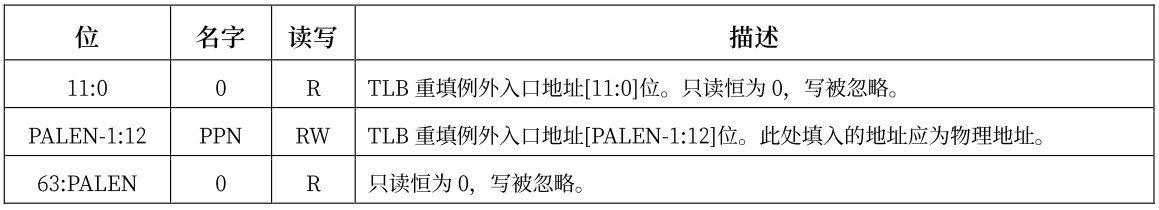 位 名字 读写 描述
11:0 0 R TLB 重填例外入口地址[11:0]位。只读恒为 0，写被忽略。
PALEN-1:12 PPN RW TLB 重填例外入口地址[PALEN-1:12]位。此处填入的地址应为物理地址。
63:PALEN 0 R 只读恒为 0，写被忽略。